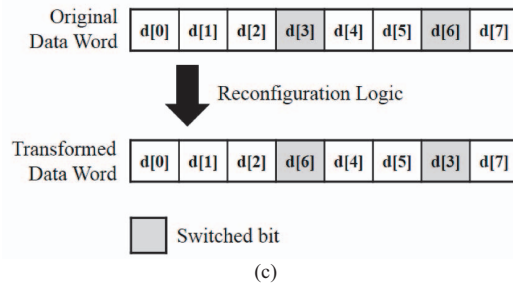 Original
Data Word
d[0] d[1] d[2] d[3] d[4] d[5] d[6] d[7]
Reconfiguration Logic
Transformed
Data Word
d[0] d[1] d[2] d[6] d[4] d[5] d[3] d[7]
Switched bit
(c)